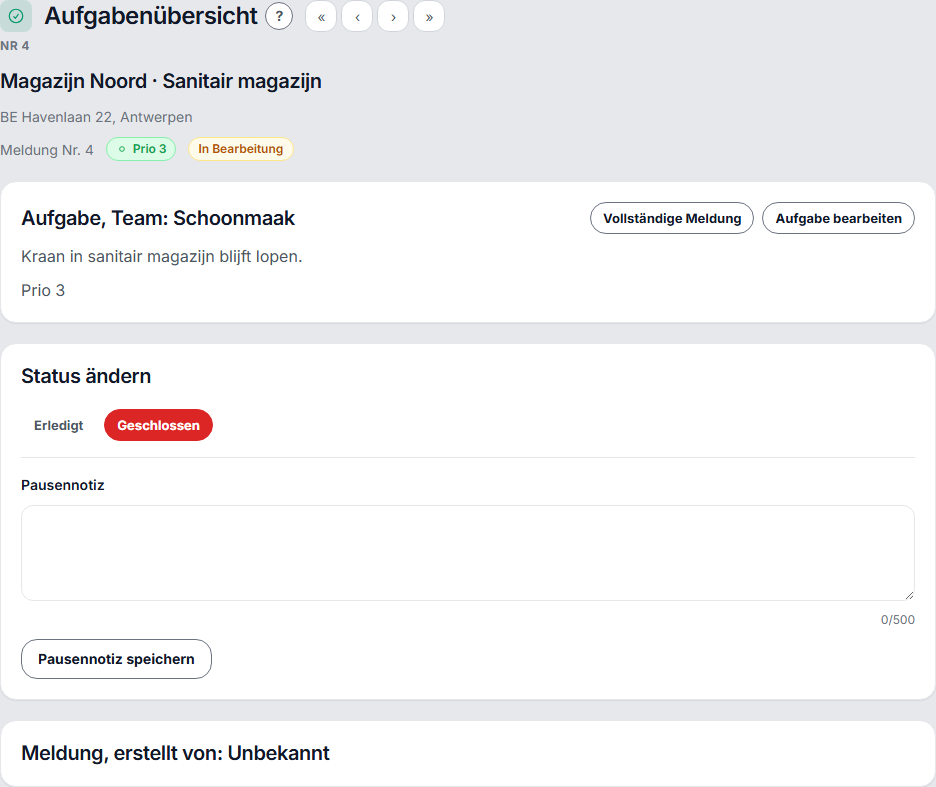 Aufgabenübersicht ? « ‹ › »
NR 4
Magazijn Noord · Sanitair magazijn
BE Havenlaan 22, Antwerpen
Meldung Nr. 4 Prio 3 In Bearbeitung
Aufgabe, Team: Schoonmaak Vollständige Meldung Aufgabe bearbeiten
Kraan in sanitair magazijn blijft lopen.
Prio 3
Status ändern
Erledigt Geschlossen
Pausennotiz
0/500
Pausennotiz speichern
Meldung, erstellt von: Unbekannt